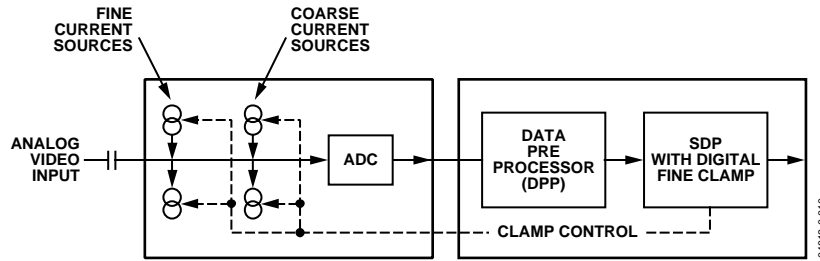 FINE
CURRENT
SOURCES
COARSE
CURRENT
SOURCES
ANALOG
VIDEO
INPUT
ADC
DATA
PRE
PROCESSOR
(DPP)
SDP
WITH DIGITAL
FINE CLAMP
CLAMP CONTROL